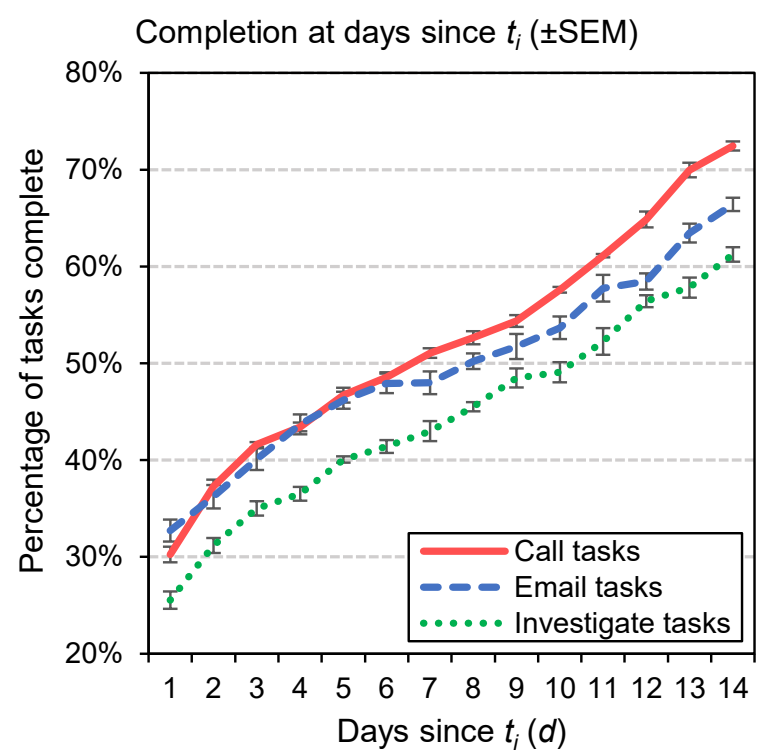 Completion at days since tᵢ (±SEM)
Percentage of tasks complete
80%
70%
60%
50%
40%
30%
20%
Call tasks
Email tasks
Investigate tasks
1 2 3 4 5 6 7 8 9 10 11 12 13 14
Days since tᵢ (d)